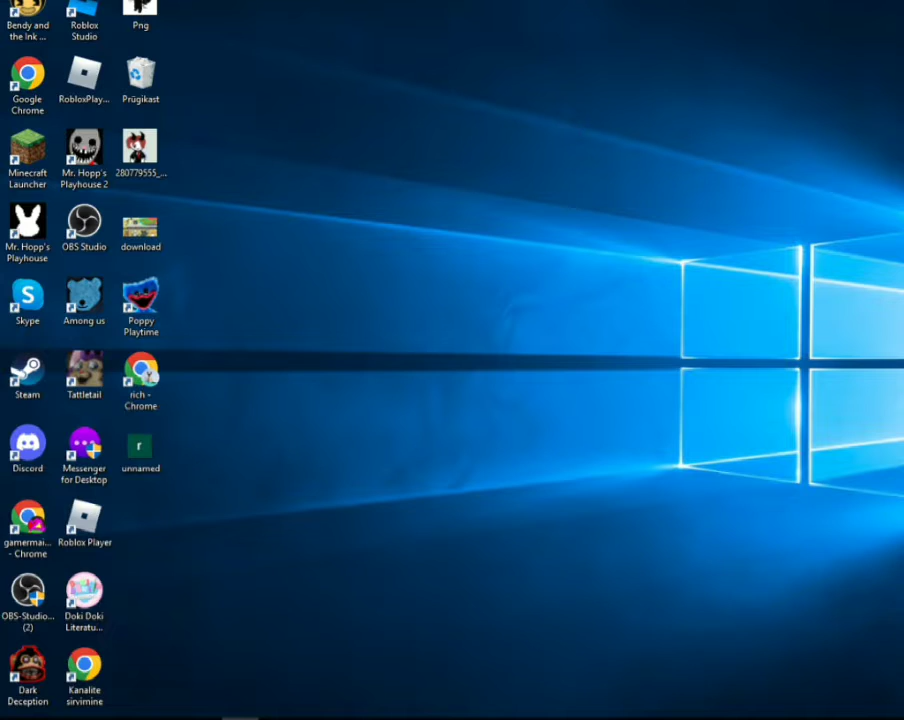 Bendy and
the Ink ...
Roblox
Studio
Png
Google
Chrome
RobloxPlay...
Prügikast
Minecraft
Launcher
Mr. Hopp's
Playhouse 2
280779555_...
Mr. Hopp's
Playhouse
OBS Studio
download
Skype
Among us
Poppy
Playtime
Steam
Tattletail
rich -
Chrome
Discord
Messenger
for Desktop
r
unnamed
gamermai...
- Chrome
Roblox Player
OBS-Studio...
(2)
Doki Doki
Literatu...
Dark
Deception
Kanalite
sirvimine